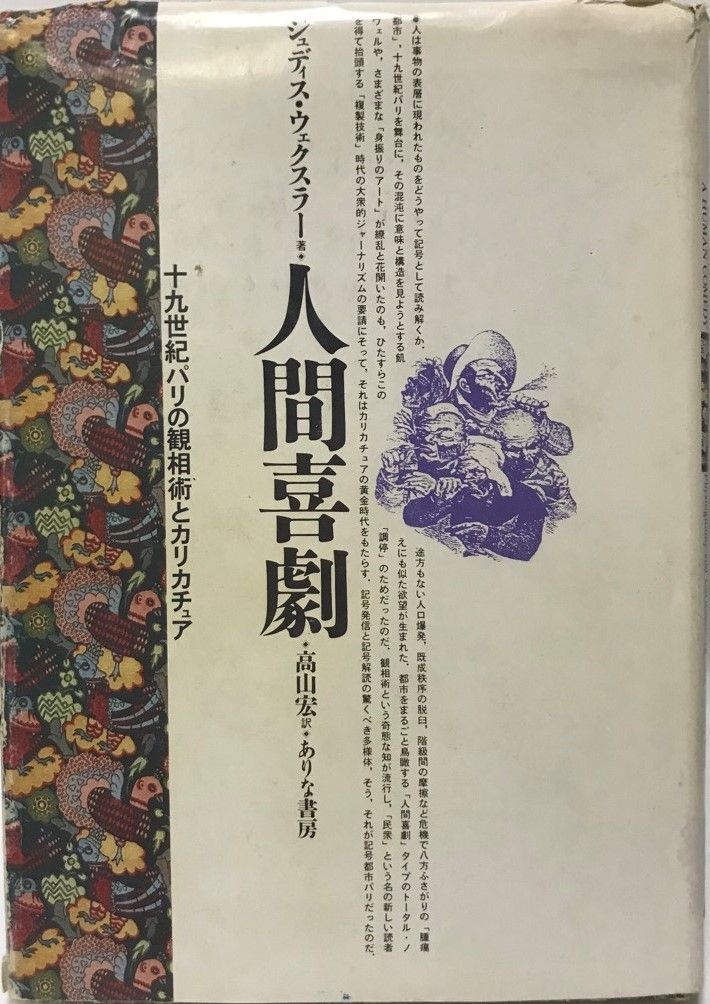 A HUMAN COMEDY
◆人は事物の表層に現われたものをどうやって記号として読み解くか．途方もない人口爆発，既成秩序の脱臼，階級間の摩擦など危機で八方ふさがりの「腫瘍
都市」，十九世紀パリを舞台に，その混沌に意味と構造を見ようとする飢えにも似た欲望が生まれた．都市をまるごと鳥瞰する「人間喜劇」タイプのトータル・ノ
ヴェルや，さまざまな「身振りのアート」が繚乱と花開いたのも，ひたすらこの「調停」のためだったのだ．観相術という奇態な知が流行し，「民衆」という名の新しい読者
を得て抬頭する「複製技術」時代の大衆的ジャーナリズムの要請にそって，それはカリカチュアの黄金時代をもたらす．記号発信と記号解読の驚くべき多様体．そう，それが記号都市パリだったのだ．
ジュディス・ウェクスラー著◆人間喜劇◆高山宏訳◆ありな書房
十九世紀パリの観相術とカリカチュア